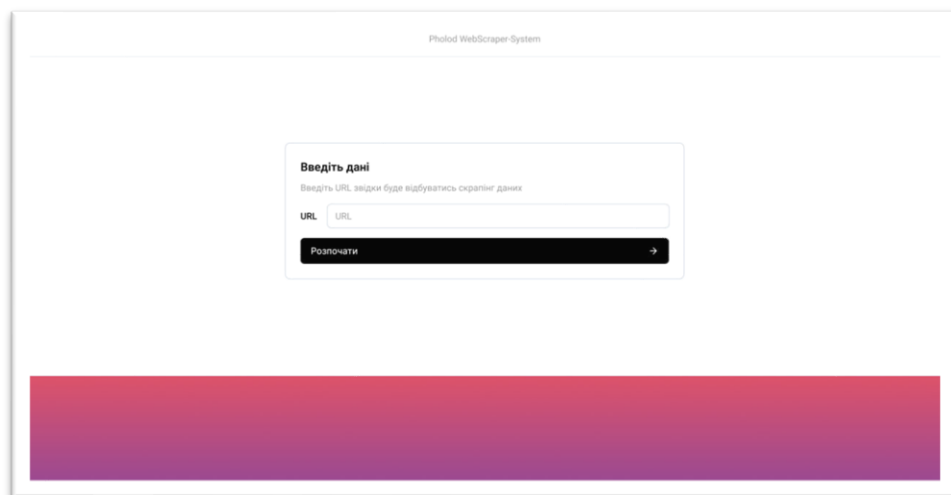 Pholod WebScraper-System
Введіть дані
Введіть URL звідки буде відбуватись скрапінг даних
URL URL
Розпочати →